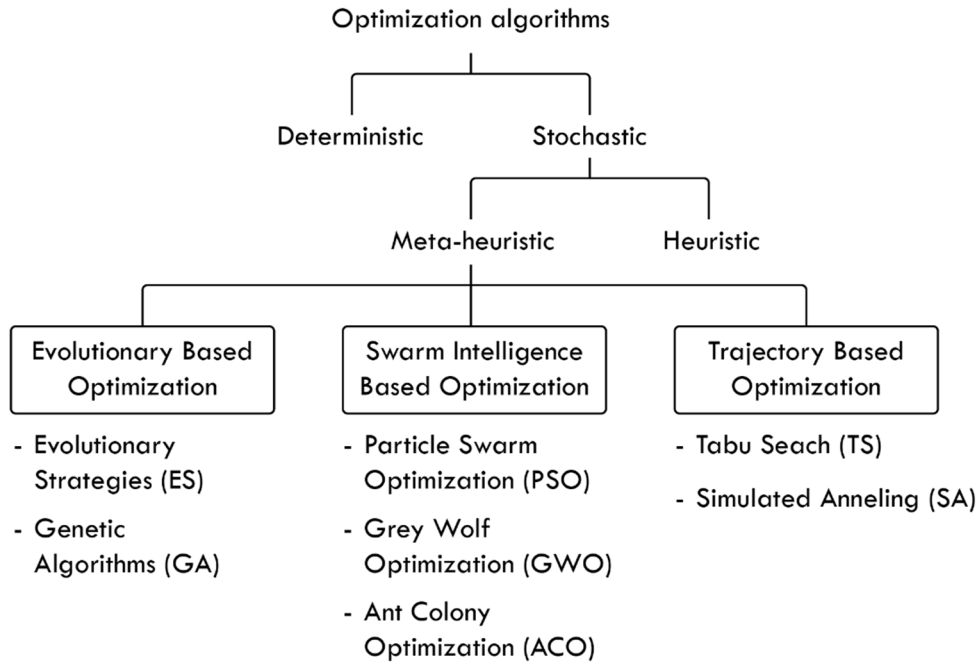 Optimization algorithms
Deterministic
Stochastic
Meta-heuristic
Heuristic
Evolutionary Based
Optimization
- Evolutionary
Strategies (ES)
- Genetic
Algorithms (GA)
Swarm Intelligence
Based Optimization
- Particle Swarm
Optimization (PSO)
- Grey Wolf
Optimization (GWO)
- Ant Colony
Optimization (ACO)
Trajectory Based
Optimization
- Tabu Seach (TS)
- Simulated Anneling (SA)